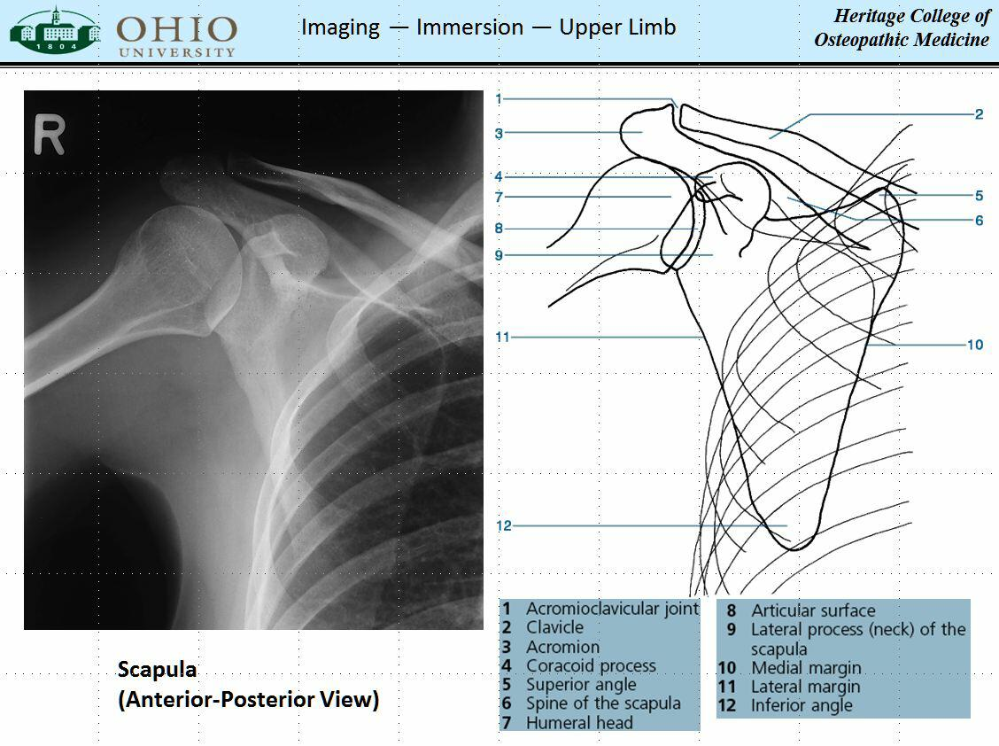 1804
OHIO
UNIVERSITY
Imaging — Immersion — Upper Limb
Heritage College of
Osteopathic Medicine
R
1
2
3
4
5
7
6
8
9
11
10
12
1 Acromioclavicular joint
2 Clavicle
3 Acromion
4 Coracoid process
5 Superior angle
6 Spine of the scapula
7 Humeral head
8 Articular surface
9 Lateral process (neck) of the
scapula
10 Medial margin
11 Lateral margin
12 Inferior angle
Scapula
(Anterior-Posterior View)